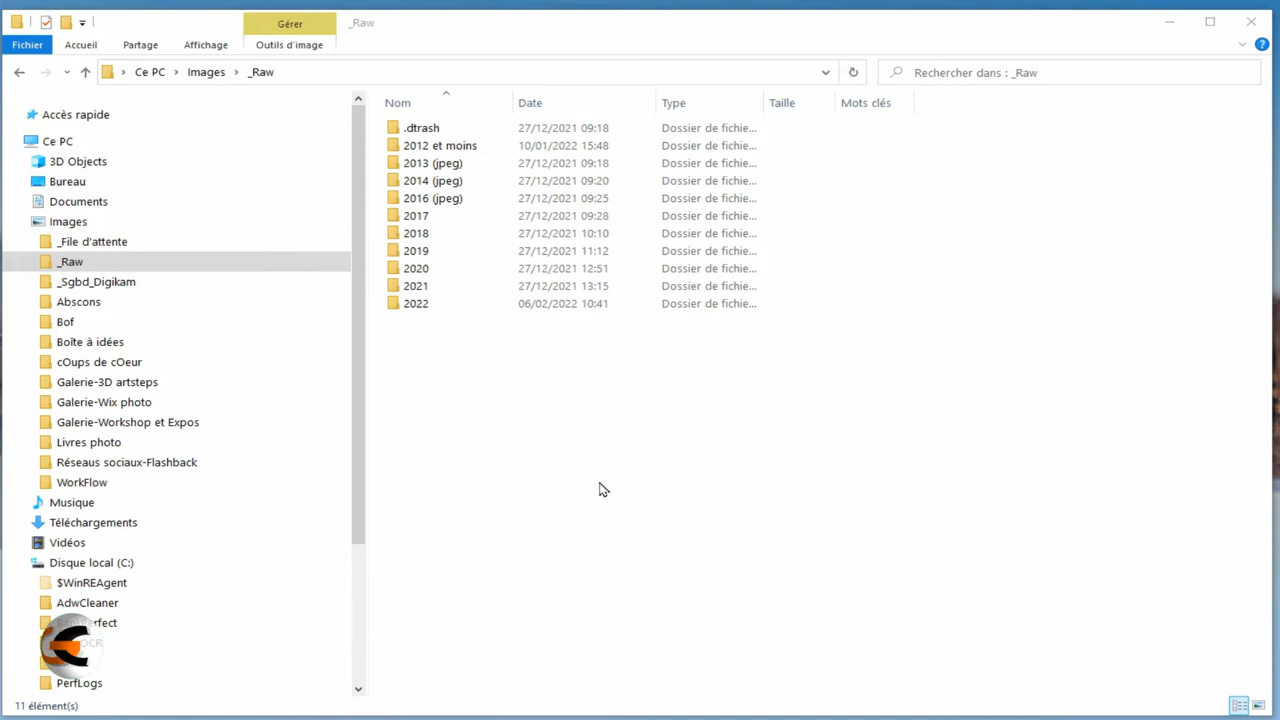 Gérer
_Raw
Fichier Accueil Partage Affichage Outils d'image
Ce PC Images _Raw
Rechercher dans : _Raw
Accès rapide
Ce PC
3D Objects
Bureau
Documents
Images
_File d'attente
_Raw
_Sgbd_Digikam
Abscons
Bof
Boîte à idées
cOups de cOeur
Galerie-3D artsteps
Galerie-Wix photo
Galerie-Workshop et Expos
Livres photo
Réseaus sociaux-Flashback
WorkFlow
Musique
Téléchargements
Vidéos
Disque local (C:)
$WinREAgent
AdwCleaner
OCR
PerfLogs
Nom Date Type Taille Mots clés
.dtrash 27/12/2021 09:18 Dossier de fichie...
2012 et moins 10/01/2022 15:48 Dossier de fichie...
2013 (jpeg) 27/12/2021 09:18 Dossier de fichie...
2014 (jpeg) 27/12/2021 09:20 Dossier de fichie...
2016 (jpeg) 27/12/2021 09:25 Dossier de fichie...
2017 27/12/2021 09:28 Dossier de fichie...
2018 27/12/2021 10:10 Dossier de fichie...
2019 27/12/2021 11:12 Dossier de fichie...
2020 27/12/2021 12:51 Dossier de fichie...
2021 27/12/2021 13:15 Dossier de fichie...
2022 06/02/2022 10:41 Dossier de fichie...
11 élément(s)